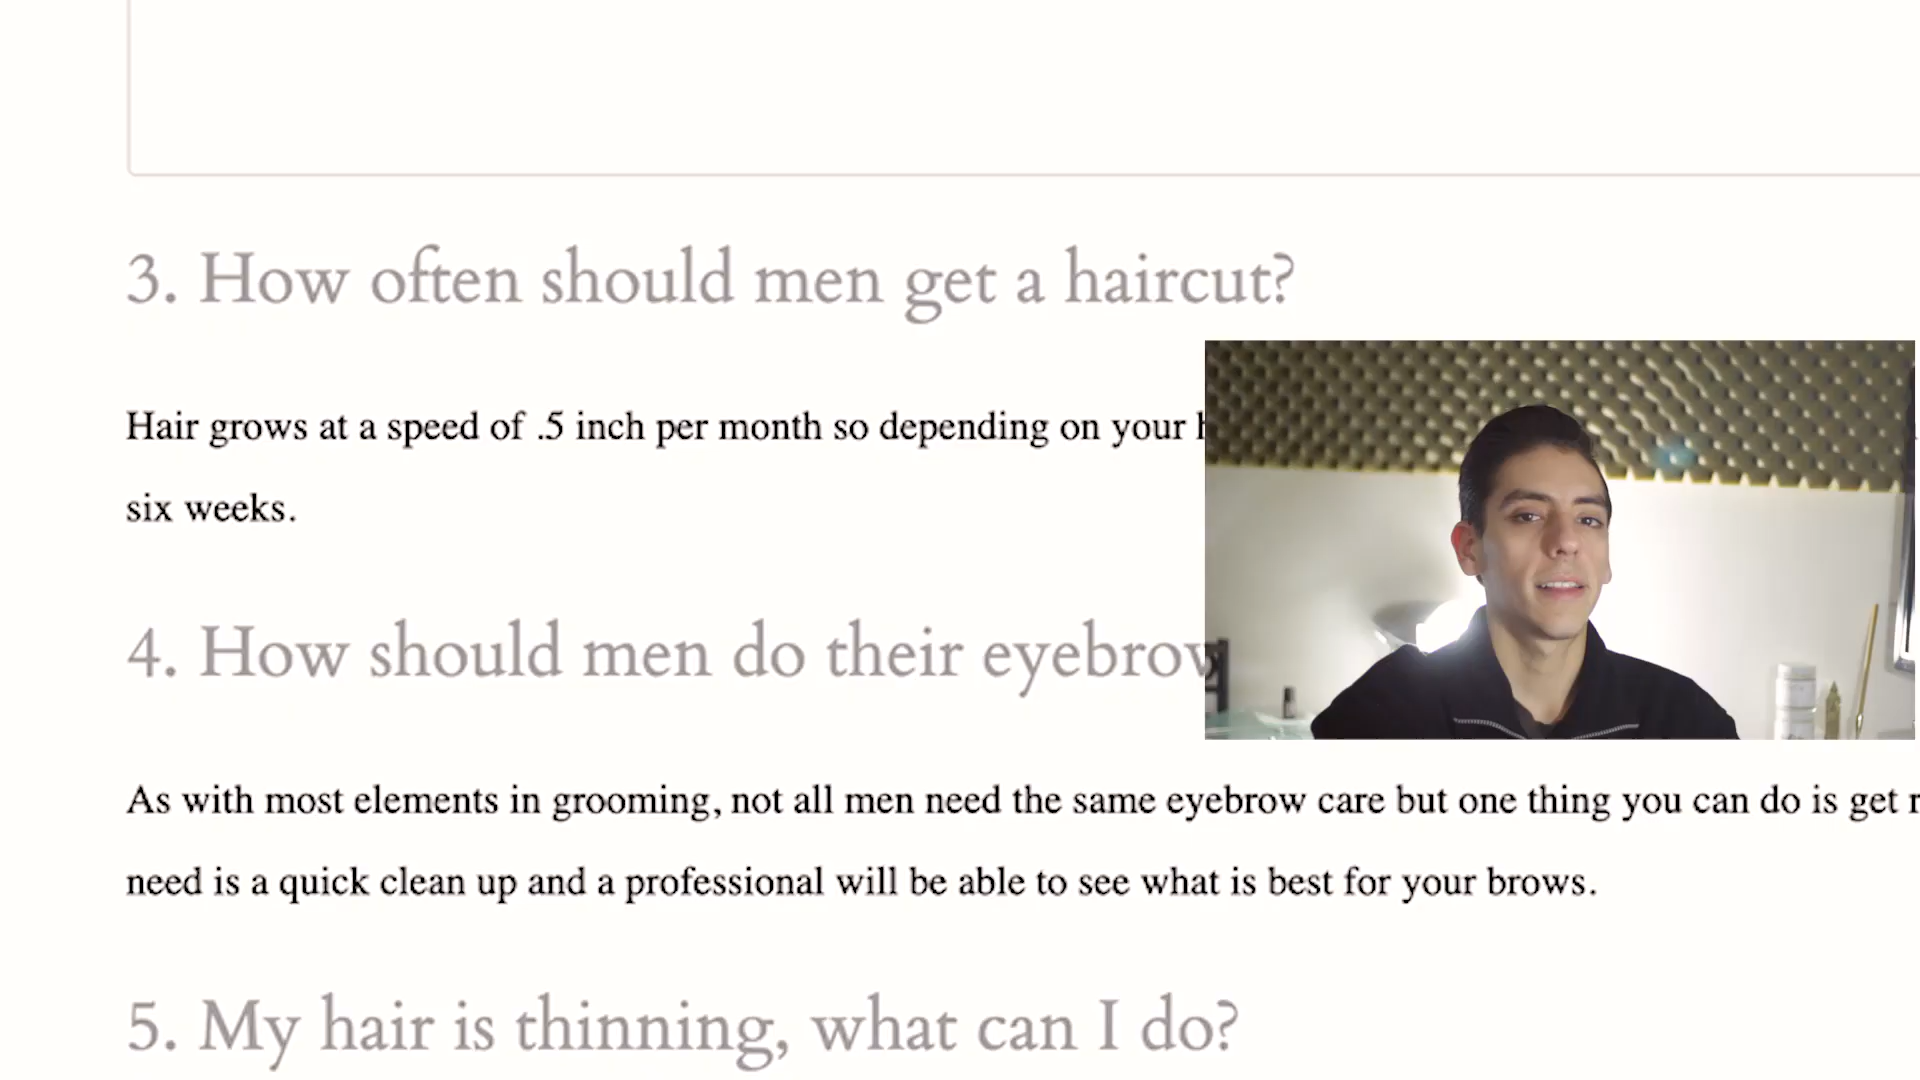 3. How often should men get a haircut?
Hair grows at a speed of .5 inch per month so depending on your
six weeks.
4. How should men do their
As with most elements in grooming, not all men need the same eyebrow care but one thing you can do is get
need is a quick clean up and a professional will be able to see what is best for your brows.
5. My hair is thinning, what can I do?